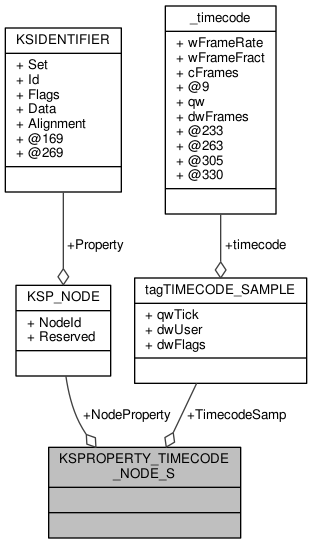 KSIDENTIFIER
+ Set
+ Id
+ Flags
+ Data
+ Alignment
+ @169
+ @269
_timecode
+ wFrameRate
+ wFrameFract
+ cFrames
+ @9
+ qw
+ dwFrames
+ @233
+ @263
+ @305
+ @330
+Property
+timecode
KSP_NODE
+ NodeId
+ Reserved
tagTIMECODE_SAMPLE
+ qwTick
+ dwUser
+ dwFlags
+NodeProperty
+TimecodeSamp
KSPROPERTY_TIMECODE
_NODE_S